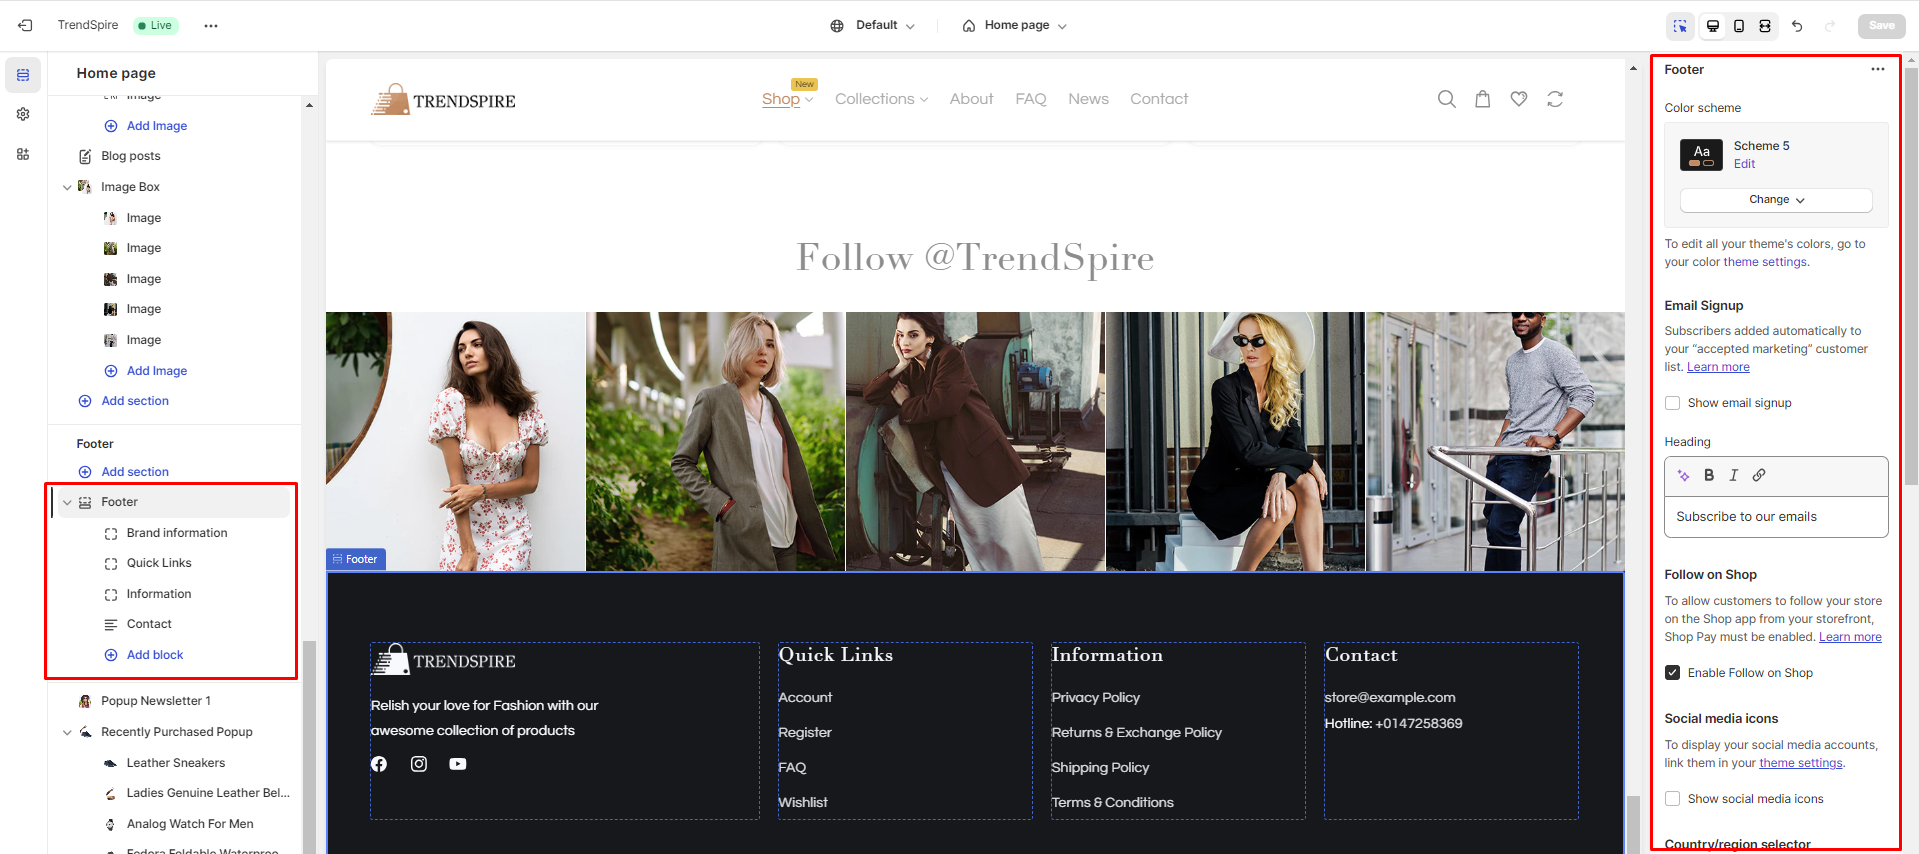 TrendSpire
Live
Default
Home page
Save
Home page
Image
Add Image
Blog posts
Image Box
Image
Image
Image
Image
Image
Add Image
Add section
Footer
Add section
Footer
Brand information
Quick Links
Information
Contact
Add block
Popup Newsletter 1
Recently Purchased Popup
Leather Sneakers
Ladies Genuine Leather Bel...
Analog Watch For Men
Fedora Foldable Waterproo...
TRENDSPIRE
New
Shop
Collections
About
FAQ
News
Contact
Follow @TrendSpire
Footer
TRENDSPIRE
Relish your love for Fashion with our
awesome collection of products
Quick Links
Account
Register
FAQ
Wishlist
Information
Privacy Policy
Returns & Exchange Policy
Shipping Policy
Terms & Conditions
Contact
store@example.com
Hotline: +0147258369
Footer
Color scheme
Aa
Scheme 5
Edit
Change
To edit all your theme's colors, go to
your color theme settings.
Email Signup
Subscribers added automatically to
your “accepted marketing” customer
list. Learn more
Show email signup
Heading
B I
Subscribe to our emails
Follow on Shop
To allow customers to follow your store
on the Shop app from your storefront,
Shop Pay must be enabled. Learn more
Enable Follow on Shop
Social media icons
To display your social media accounts,
link them in your theme settings.
Show social media icons
Country/region selector